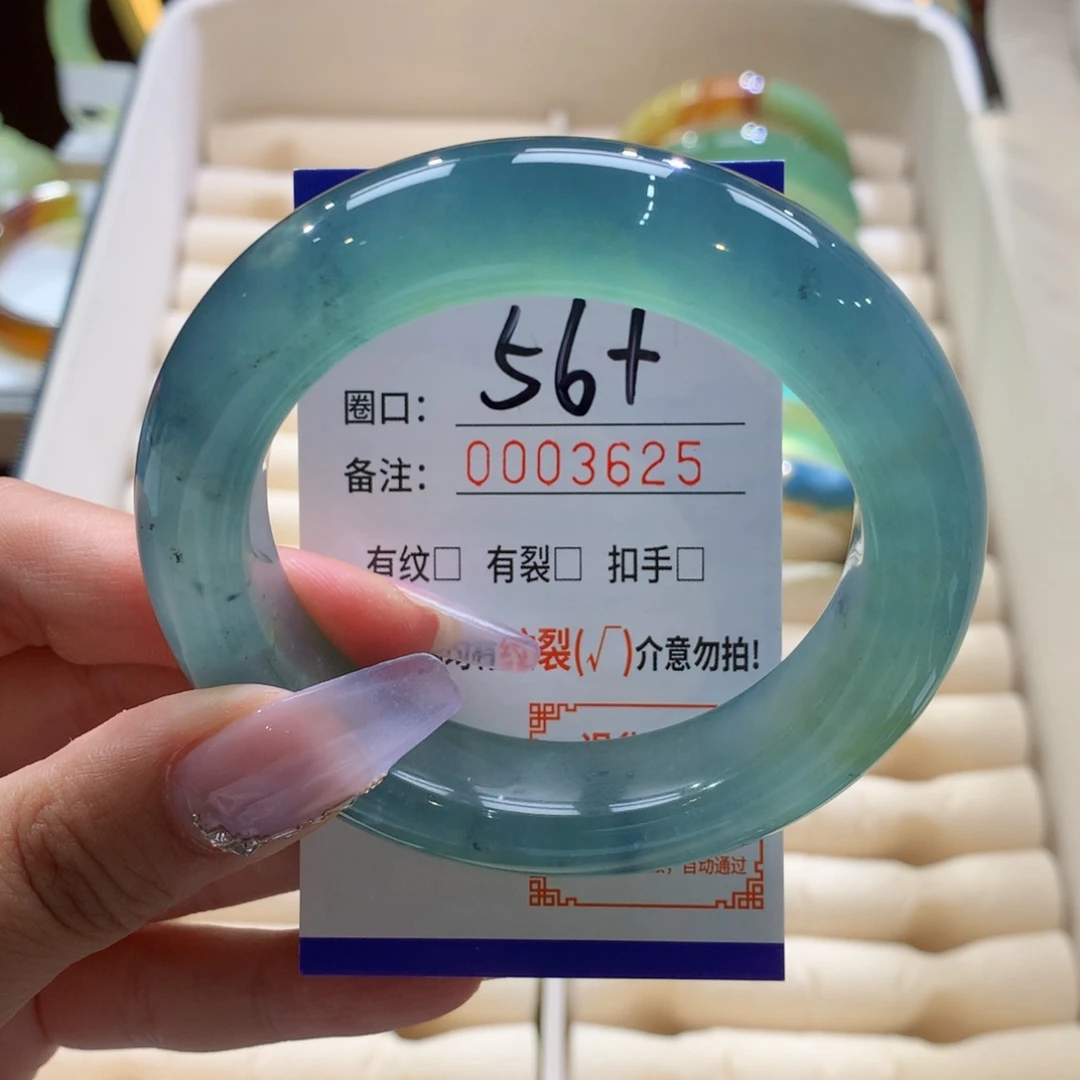 圈口： 56+
备注： 0003625
有纹□ 有裂□ 扣手□
裂(√)介意勿拍!
自动通过